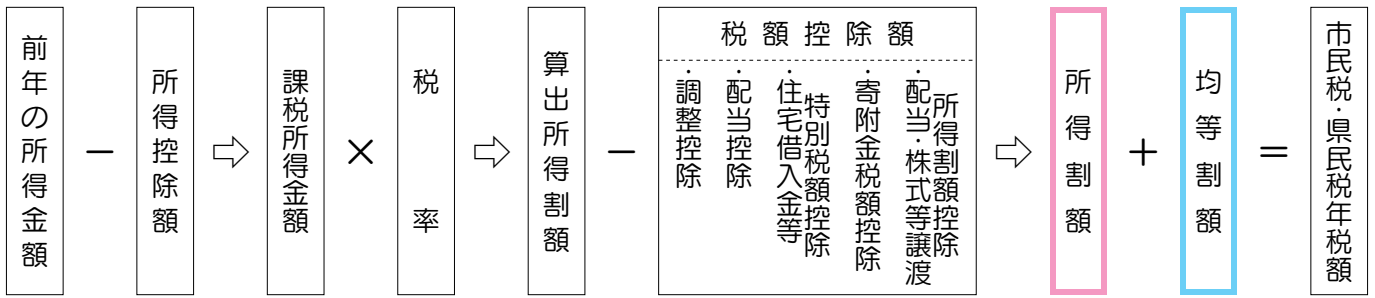 前年の所得金額
－
所得控除額
⇨
課税所得金額
×
税率
⇨
算出所得割額
－
税額控除額
・調整控除
・配当控除
・住宅借入金等
特別税額控除
・寄附金税額控除
・配当・株式等譲渡
所得割額控除
⇨
所得割額
＋
均等割額
＝
市民税・県民税年税額